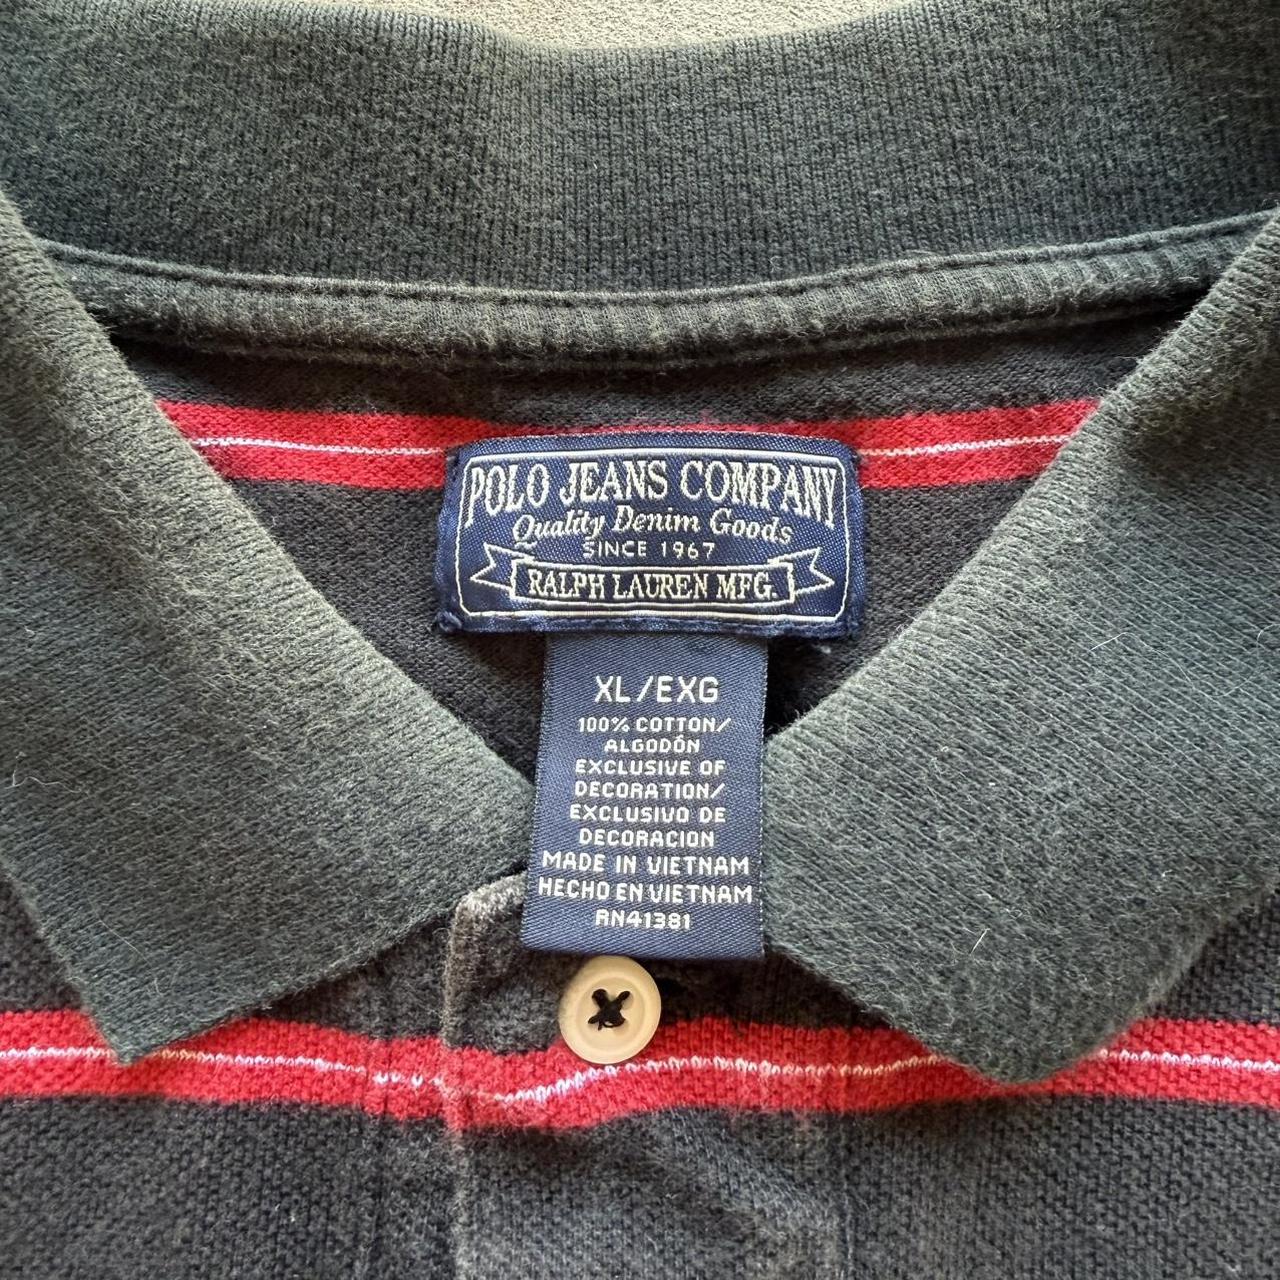 POLO JEANS COMPANY
Quality Denim Goods
SINCE 1967
RALPH LAUREN MFG.
XL/EXG
100% COTTON/
ALGODÓN
EXCLUSIVE OF
DECORATION/
EXCLUSIVO DE
DECORACION
MADE IN VIETNAM
HECHO EN VIETNAM
RN41381